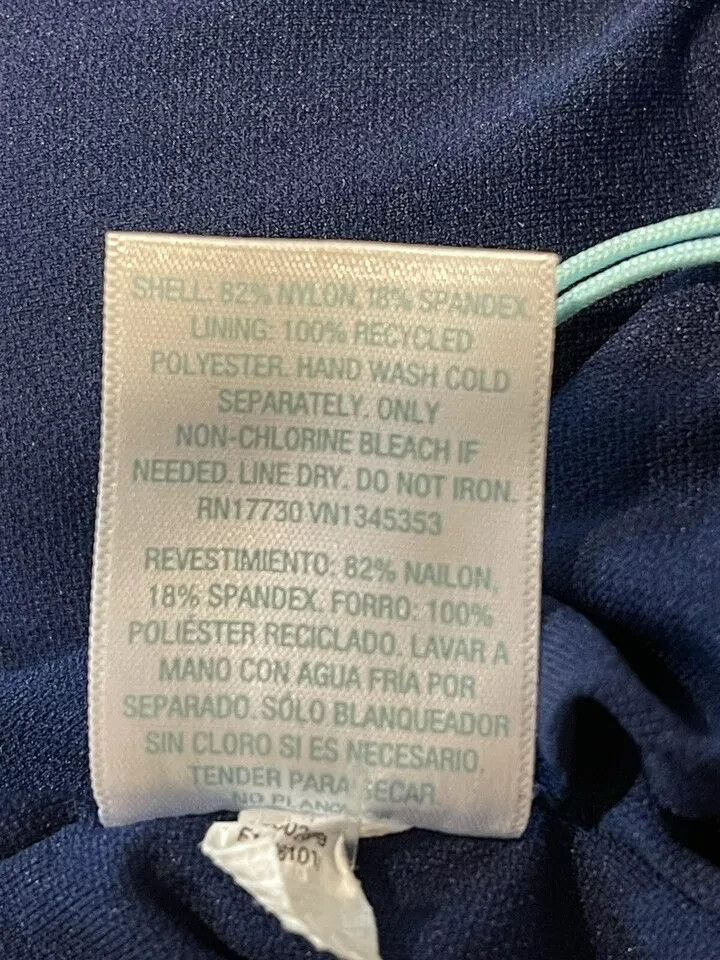 SHELL: 82% NYLON, 18% SPANDEX.
LINING: 100% RECYCLED
POLYESTER. HAND WASH COLD
SEPARATELY. ONLY
NON-CHLORINE BLEACH IF
NEEDED. LINE DRY. DO NOT IRON.
RN17730 VN1345353
REVESTIMIENTO: 82% NAILON,
18% SPANDEX. FORRO: 100%
POLIÉSTER RECICLADO. LAVAR A
MANO CON AGUA FRÍA POR
SEPARADO. SÓLO BLANQUEADOR
SIN CLORO SI ES NECESARIO.
TENDER PARA SECAR.
NO